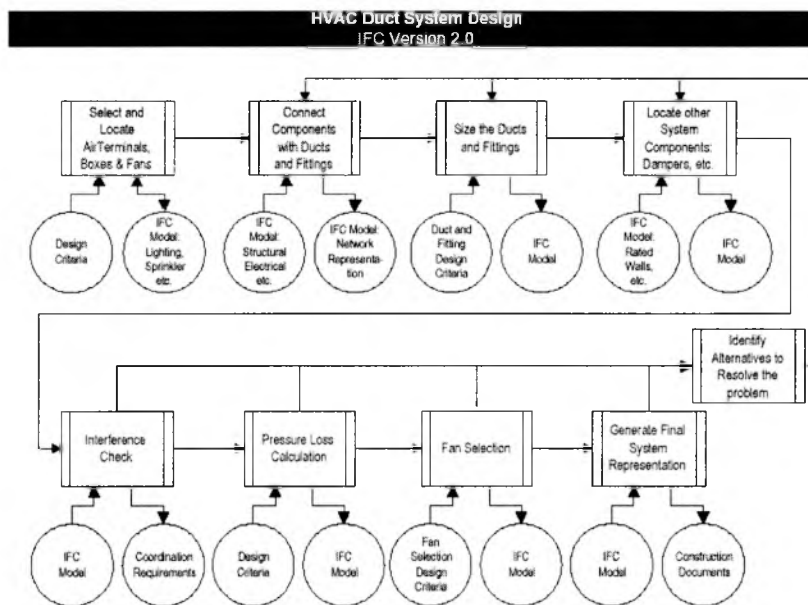 HVAC Duct System Design
IFC Version 2.0
Select and
Locate
AirTerminals,
Boxes & Fans
Connect
Components
with Ducts
and Fittings
Size the Ducts
and Fittings
Locate other
System
Components:
Dampers, etc.
Design
Criteria
IFC
Model:
Lighting,
Sprinkler
etc.
IFC
Model:
Structural
Electrical
etc.
IFC Model:
Network
Representa-
tion
Duct and
Fitting
Design
Criteria
IFC
Model
IFC
Model:
Rated
Walls,
etc.
IFC
Model
Identify
Alternatives to
Resolve the
problem
Interference
Check
Pressure Loss
Calculation
Fan Selection
Generate Final
System
Representation
IFC
Model
Coordination
Requirements
Design
Criteria
IFC
Model
Fan
Selection
Design
Criteria
IFC
Model
IFC
Model
Construction
Documents